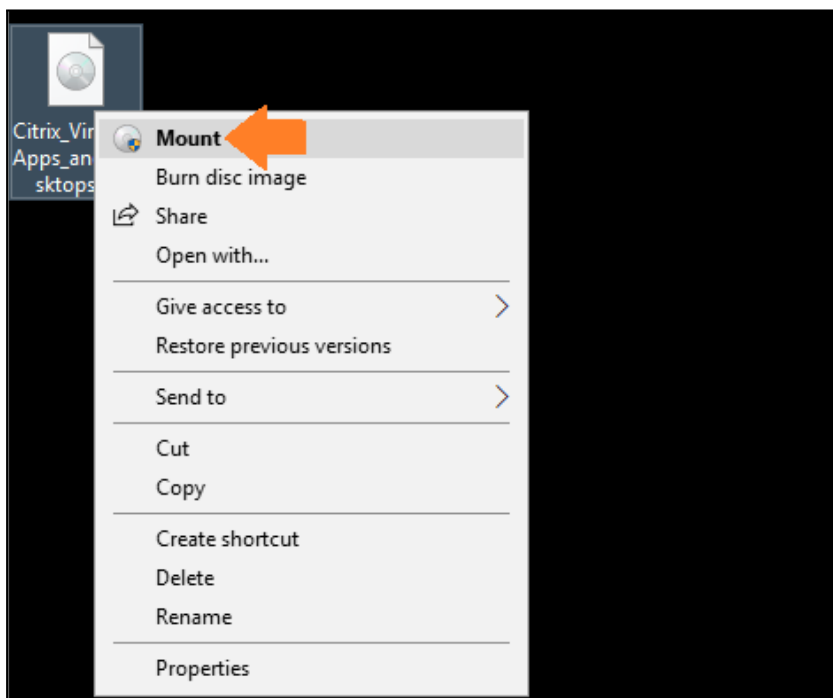 Citrix_Vir
Apps_an
sktops
Mount
Burn disc image
Share
Open with...
Give access to
Restore previous versions
Send to
Cut
Copy
Create shortcut
Delete
Rename
Properties